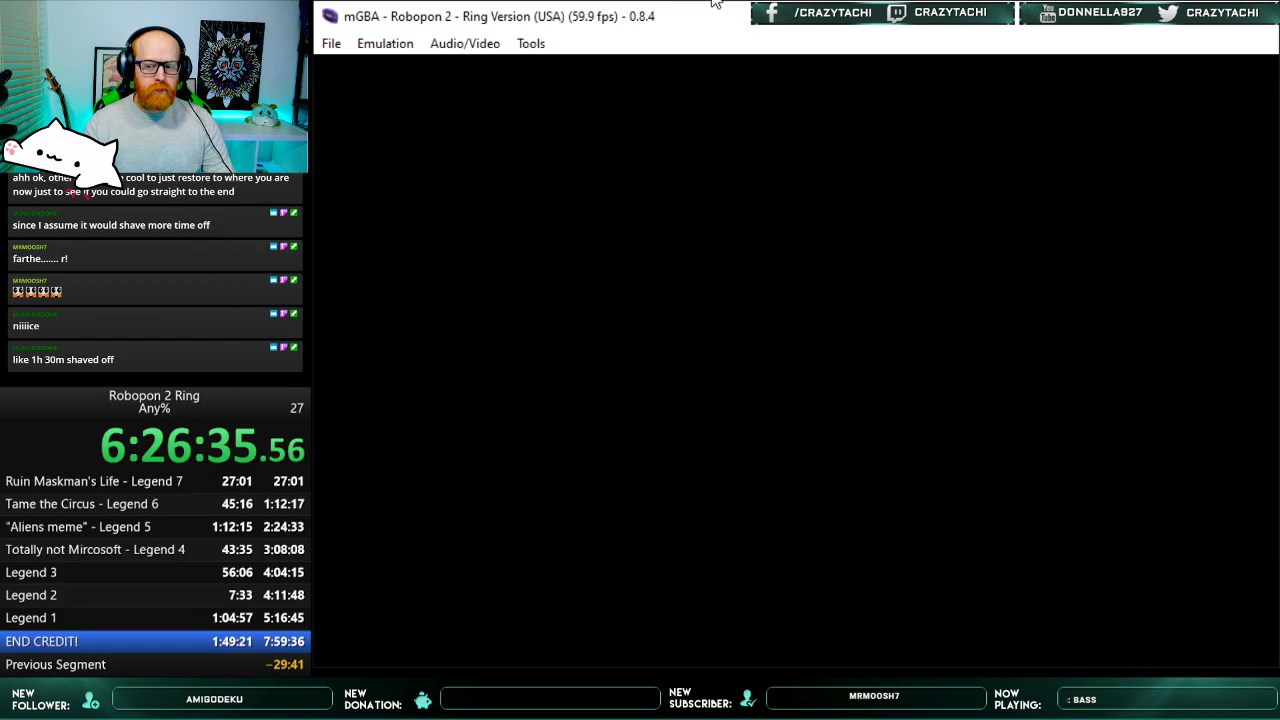 mGBA - Robopon 2 - Ring Version (USA) (59.9 fps) - 0.8.4
/CRAZYTACHI
CRAZYTACHI
DONNELLAB27
CRAZYTACHI
File Emulation Audio/Video Tools
ahh ok, cool to just restore to where you are
now just to see if you could go straight to the end
MUSHIEWOOKIE
since I assume it would shave more time off
MRMOOSH7
farthe....... r!
MRMOOSH7
MUSHIEWOOKIE
niiiice
MUSHIEWOOKIE
like 1h 30m shaved off
Robopon 2 Ring
Any% 27
6:26:35.56
Ruin Maskman's Life - Legend 7 27:01 27:01
Tame the Circus - Legend 6 45:16 1:12:17
"Aliens meme" - Legend 5 1:12:15 2:24:33
Totally not Mircosoft - Legend 4 43:35 3:08:08
Legend 3 56:06 4:04:15
Legend 2 7:33 4:11:48
Legend 1 1:04:57 5:16:45
END CREDIT! 1:49:21 7:59:36
Previous Segment −29:41
NEW FOLLOWER: AMIGODEKU
NEW DONATION:
NEW SUBSCRIBER: MRMOOSH7
NOW PLAYING: : BASS